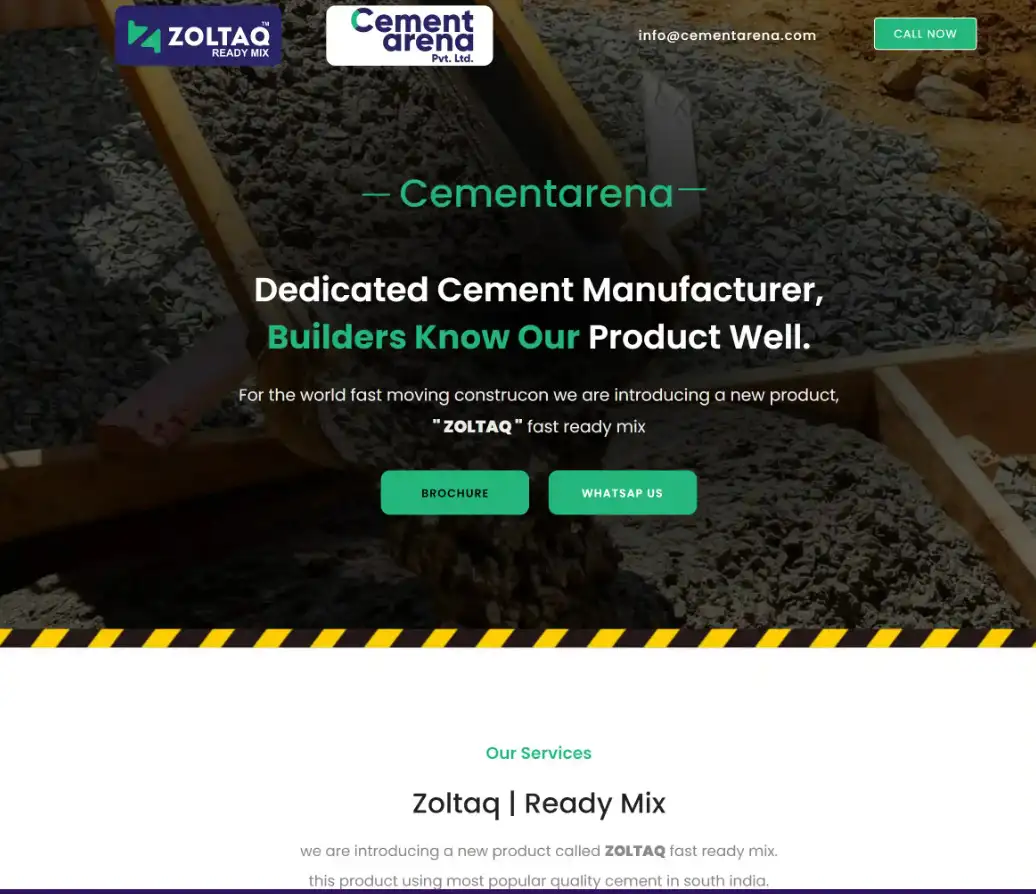 ZOLTAQ™
READY MIX
Cement
arena
Pvt. Ltd.
info@cementarena.com
CALL NOW
Cementarena
Dedicated Cement Manufacturer,
Builders Know Our Product Well.
For the world fast moving construcon we are introducing a new product,
" ZOLTAQ " fast ready mix
BROCHURE
WHATSAP US
Our Services
Zoltaq | Ready Mix
we are introducing a new product called ZOLTAQ fast ready mix.
this product using most popular quality cement in south india.